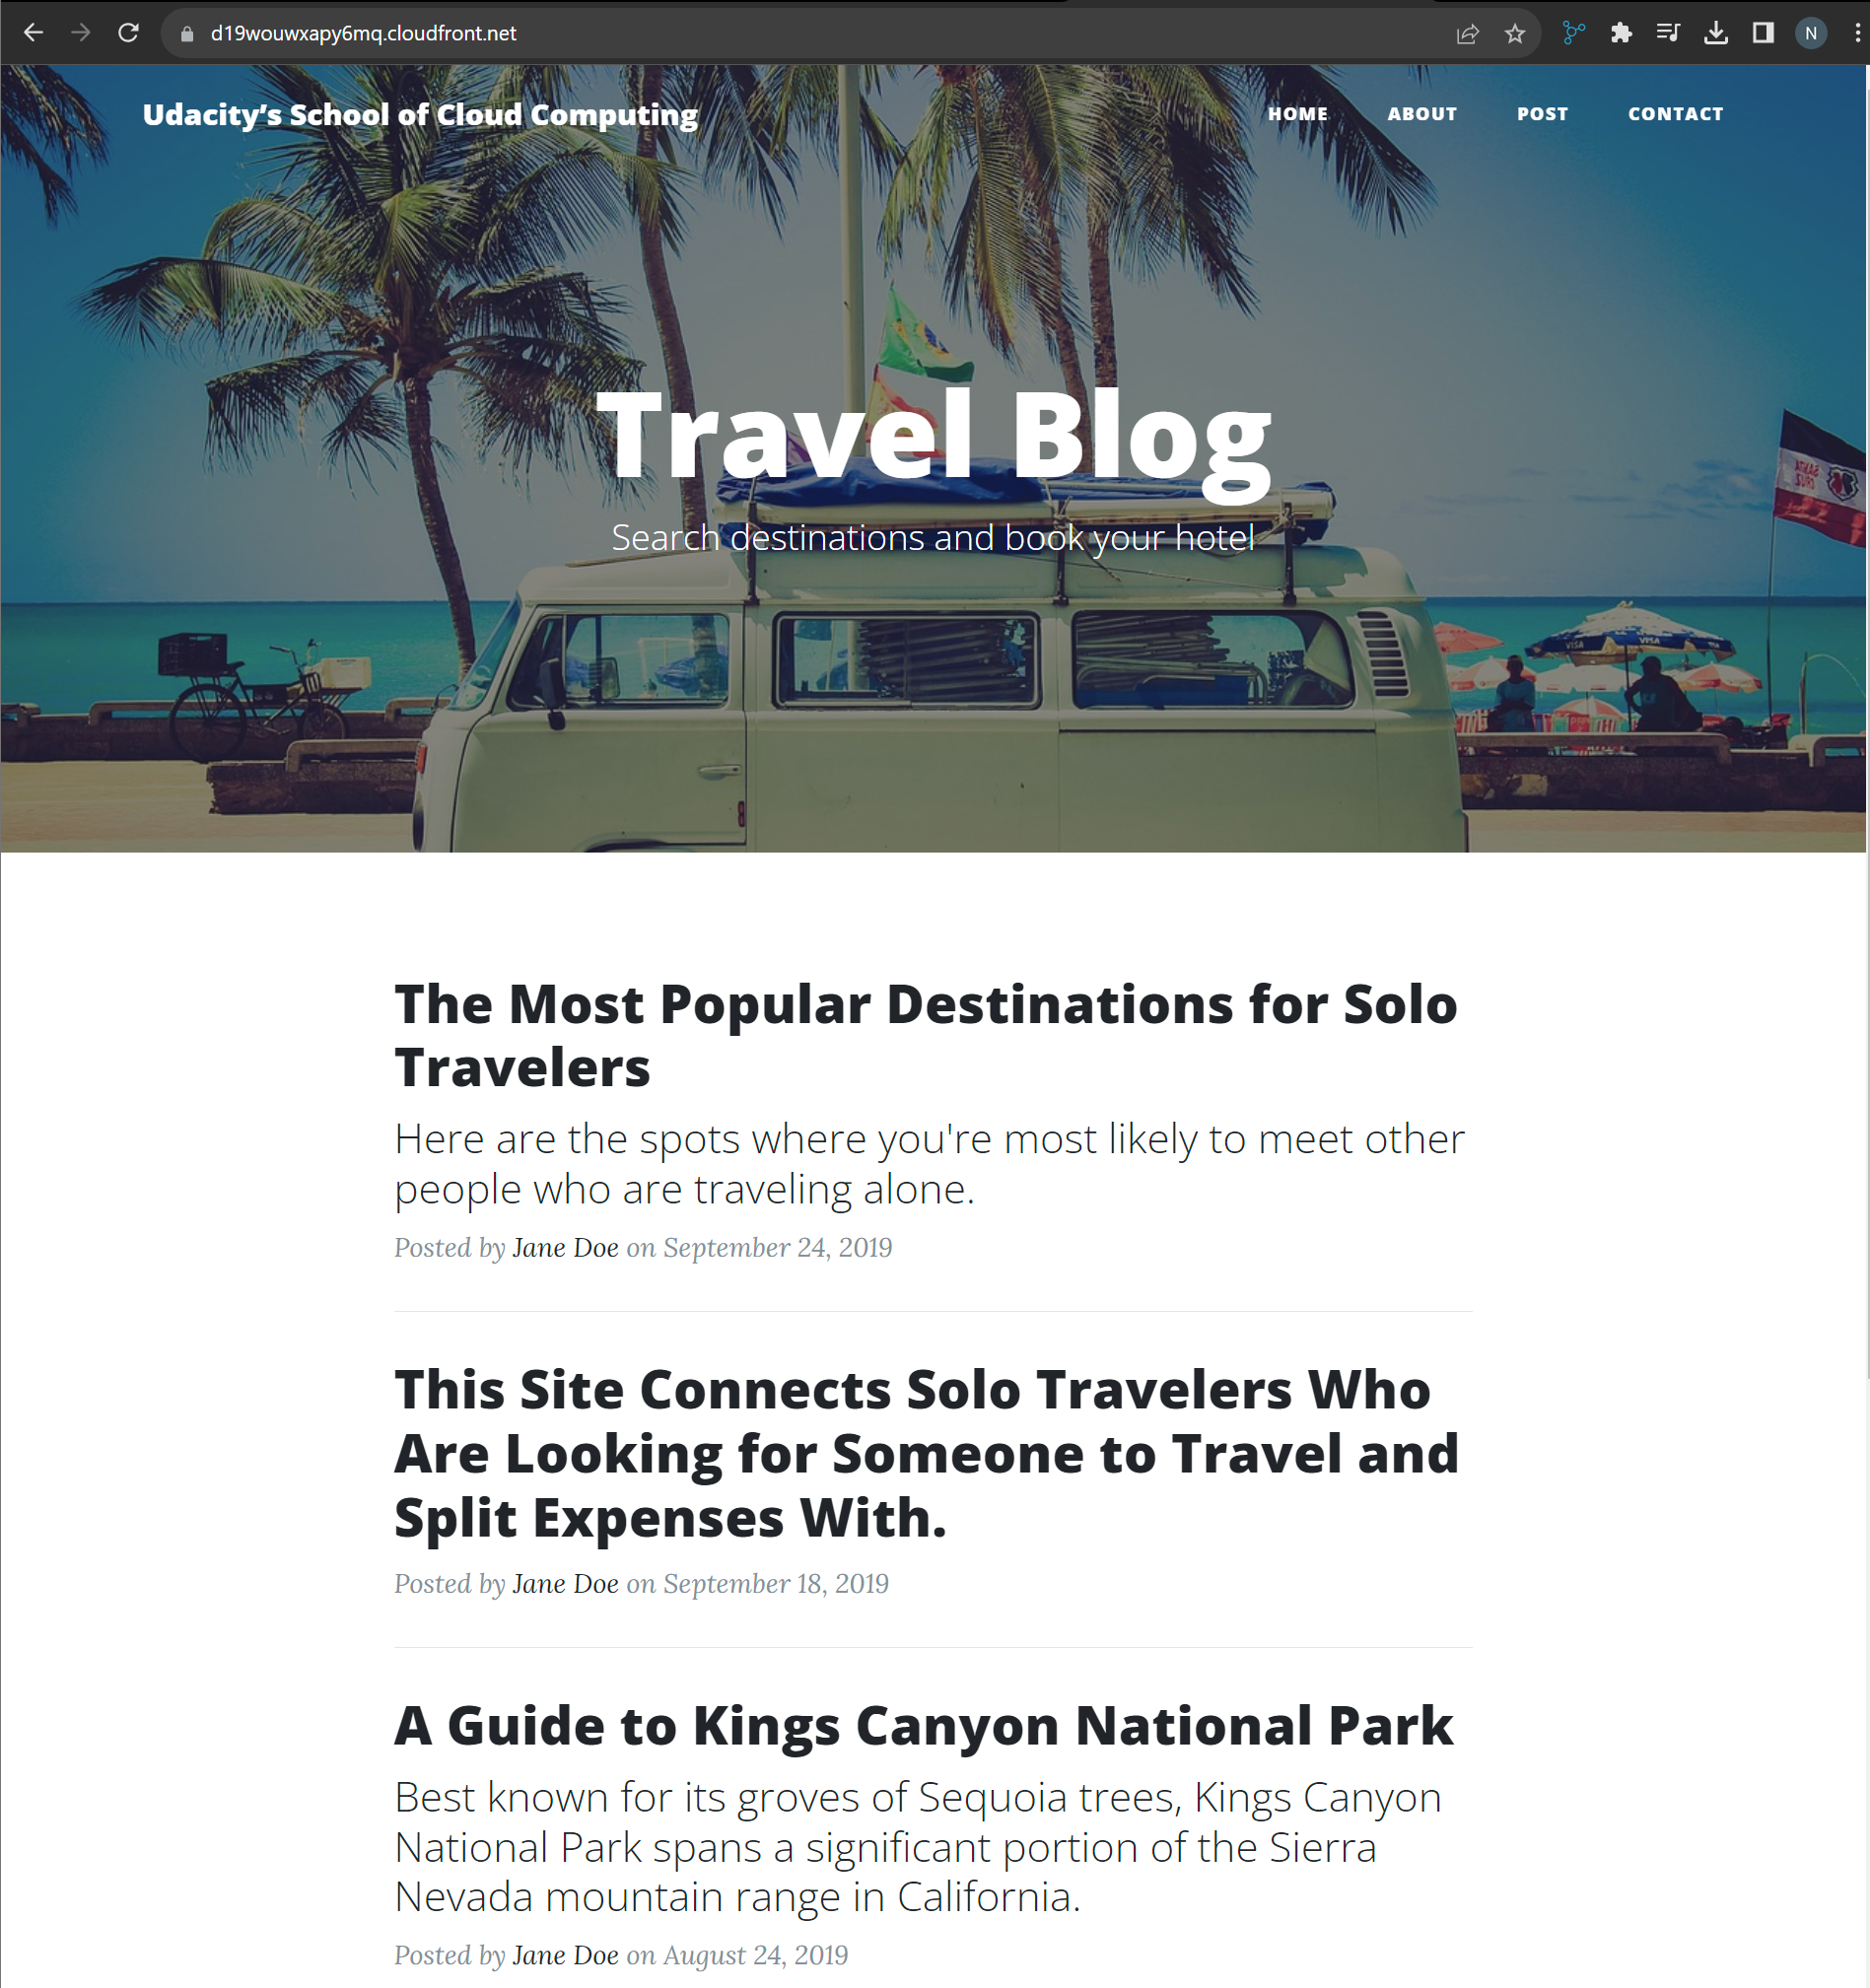 d19wouwxapy6mq.cloudfront.net
N
Udacity’s School of Cloud Computing
HOME ABOUT POST CONTACT
Travel Blog
Search destinations and book your hotel
VISA VISA
The Most Popular Destinations for Solo
Travelers
Here are the spots where you're most likely to meet other
people who are traveling alone.
Posted by Jane Doe on September 24, 2019
This Site Connects Solo Travelers Who
Are Looking for Someone to Travel and
Split Expenses With.
Posted by Jane Doe on September 18, 2019
A Guide to Kings Canyon National Park
Best known for its groves of Sequoia trees, Kings Canyon
National Park spans a significant portion of the Sierra
Nevada mountain range in California.
Posted by Jane Doe on August 24, 2019